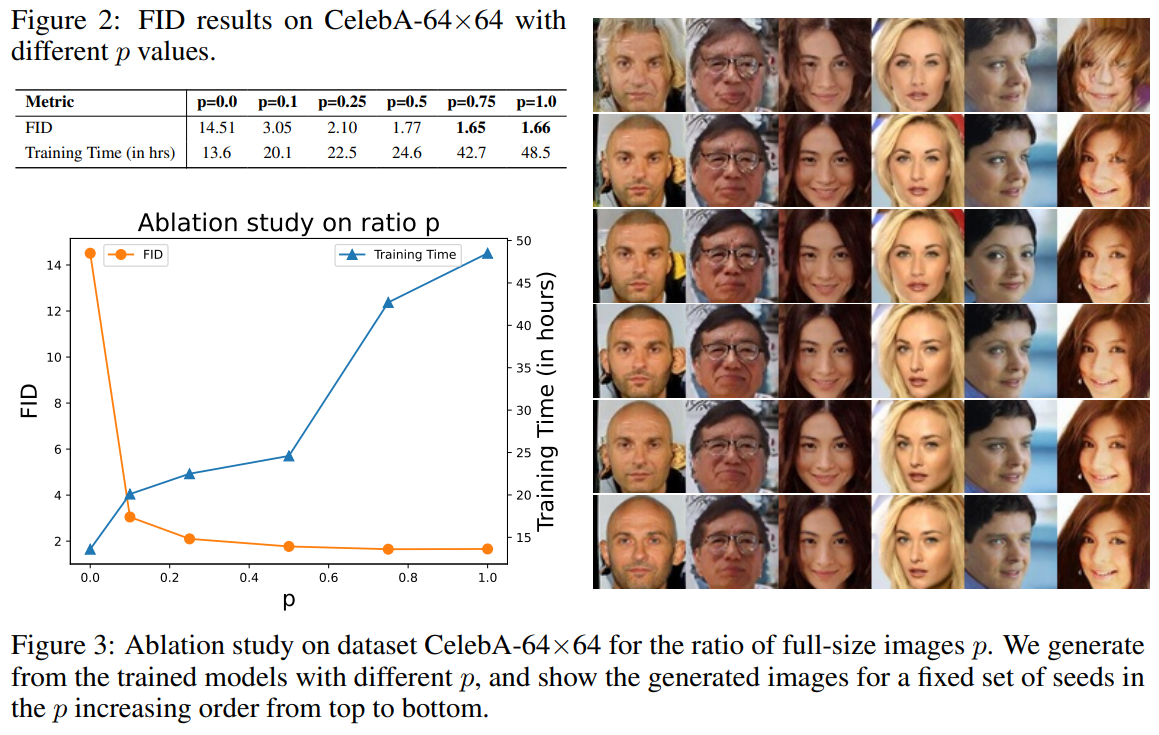 Figure 2: FID results on CelebA-64×64 with
different p values.
Metric p=0.0 p=0.1 p=0.25 p=0.5 p=0.75 p=1.0
FID 14.51 3.05 2.10 1.77 1.65 1.66
Training Time (in hrs) 13.6 20.1 22.5 24.6 42.7 48.5
Ablation study on ratio p
FID
Training Time
14
12
10
8
6
4
2
FID
50
45
40
35
30
25
20
15
Training Time (in hours)
0.0 0.2 0.4 0.6 0.8 1.0
p
Figure 3: Ablation study on dataset CelebA-64×64 for the ratio of full-size images p. We generate
from the trained models with different p, and show the generated images for a fixed set of seeds in
the p increasing order from top to bottom.